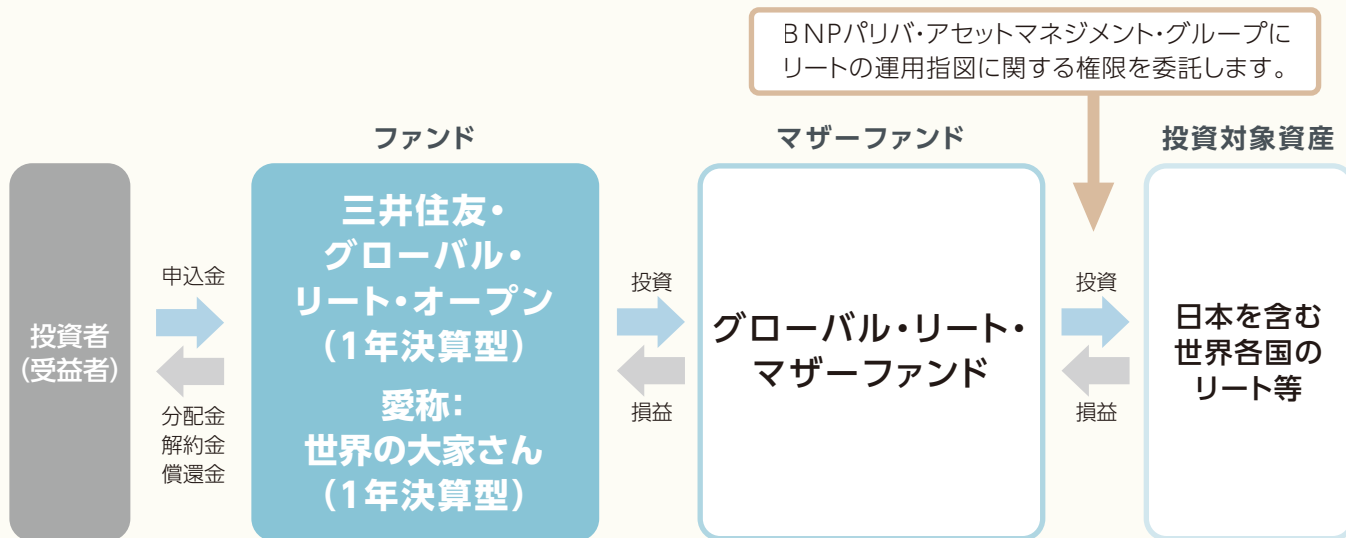 BNPパリバ・アセットマネジメント・グループに
リートの運用指図に関する権限を委託します。
ファンド
マザーファンド
投資対象資産
投資者
(受益者)
申込金
分配金
解約金
償還金
三井住友・
グローバル・
リート・オープン
(1年決算型)
愛称:
世界の大家さん
(1年決算型)
投資
損益
グローバル・リート・
マザーファンド
投資
損益
日本を含む
世界各国の
リート等